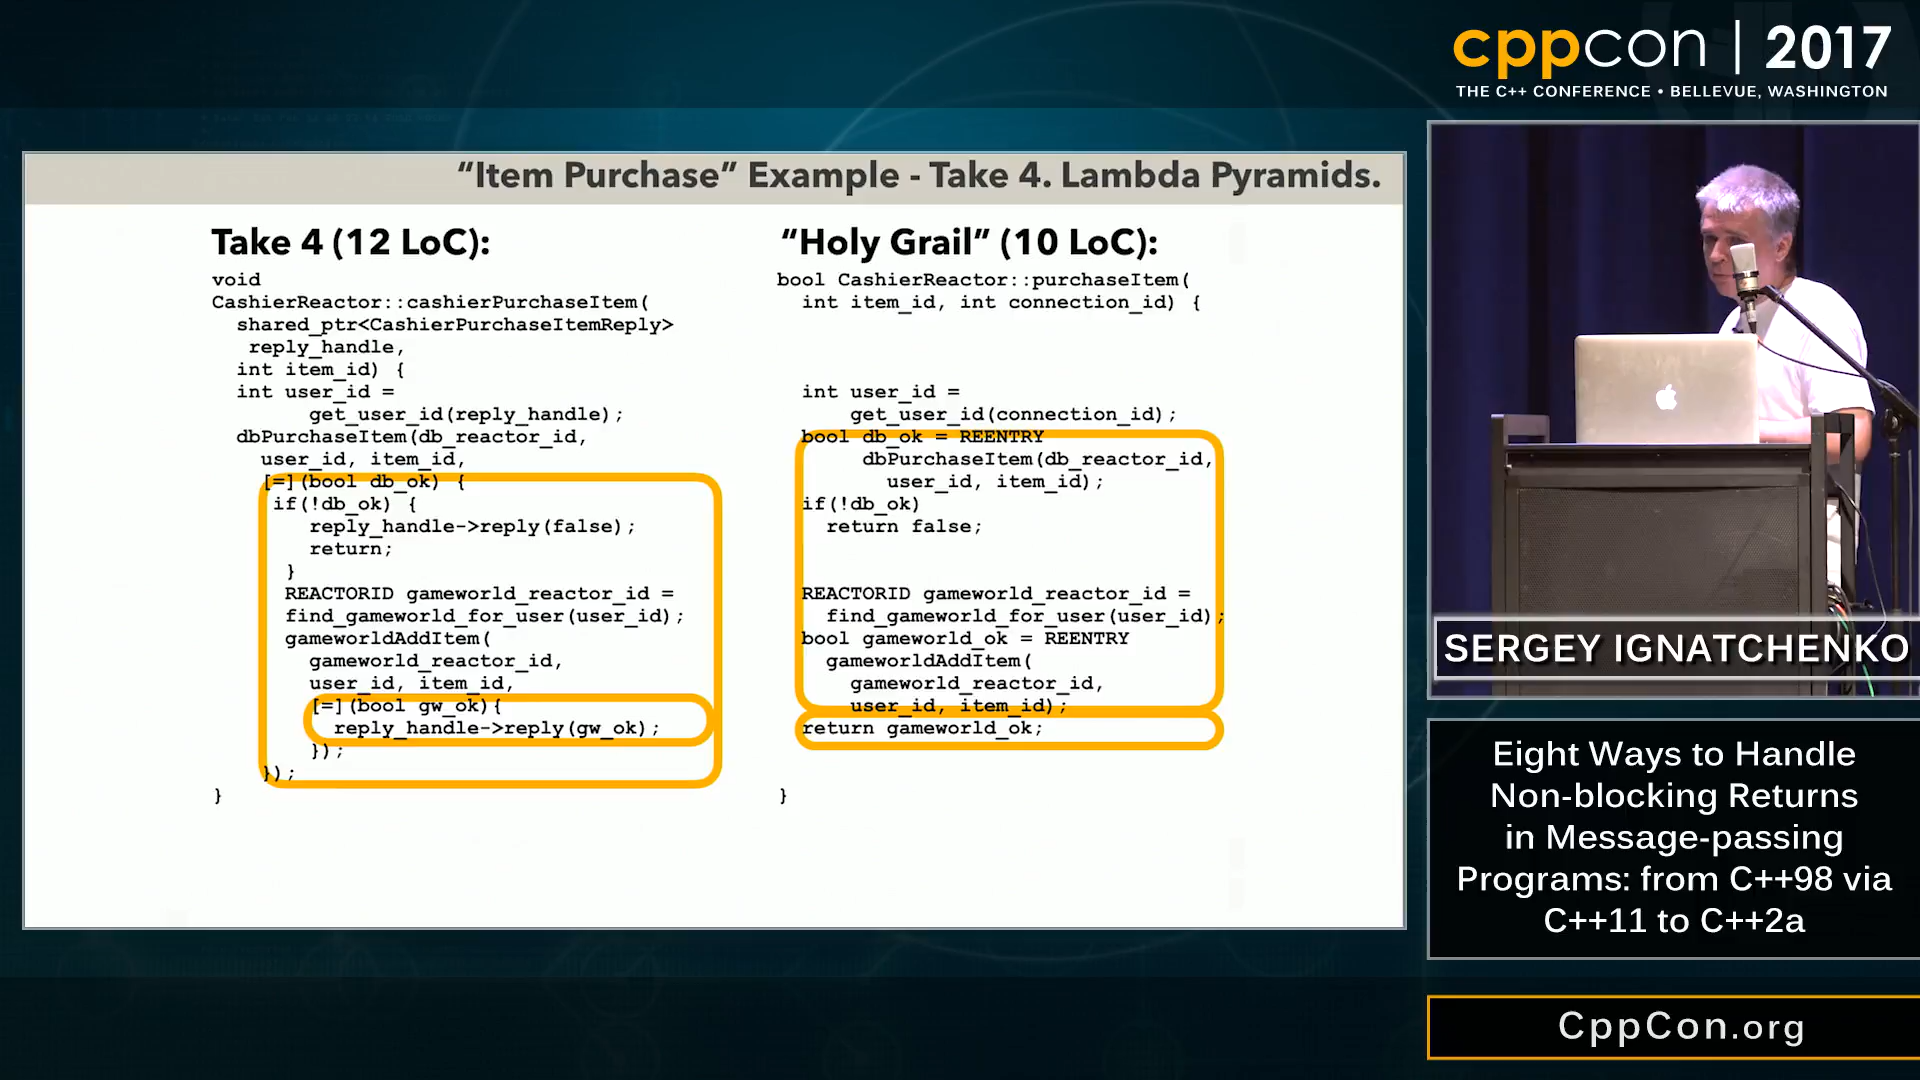 cppcon | 2017
THE C++ CONFERENCE • BELLEVUE, WASHINGTON
“Item Purchase” Example - Take 4. Lambda Pyramids.
Take 4 (12 LoC):
void
CashierReactor::cashierPurchaseItem(
shared_ptr<CashierPurchaseItemReply>
reply_handle,
int item_id) {
int user_id =
get_user_id(reply_handle);
dbPurchaseItem(db_reactor_id,
user_id, item_id,
[=](bool db_ok) {
if(!db_ok) {
reply_handle->reply(false);
return;
}
REACTORID gameworld_reactor_id =
find_gameworld_for_user(user_id);
gameworldAddItem(
gameworld_reactor_id,
user_id, item_id,
[=](bool gw_ok){
reply_handle->reply(gw_ok);
});
});
}
“Holy Grail” (10 LoC):
bool CashierReactor::purchaseItem(
int item_id, int connection_id) {
int user_id =
get_user_id(connection_id);
bool db_ok = REENTRY
dbPurchaseItem(db_reactor_id,
user_id, item_id);
if(!db_ok)
return false;
REACTORID gameworld_reactor_id =
find_gameworld_for_user(user_id);
bool gameworld_ok = REENTRY
gameworldAddItem(
gameworld_reactor_id,
user_id, item_id);
return gameworld_ok;
}
SERGEY IGNATCHENKO
Eight Ways to Handle
Non-blocking Returns
in Message-passing
Programs: from C++98 via
C++11 to C++2a
CppCon.org